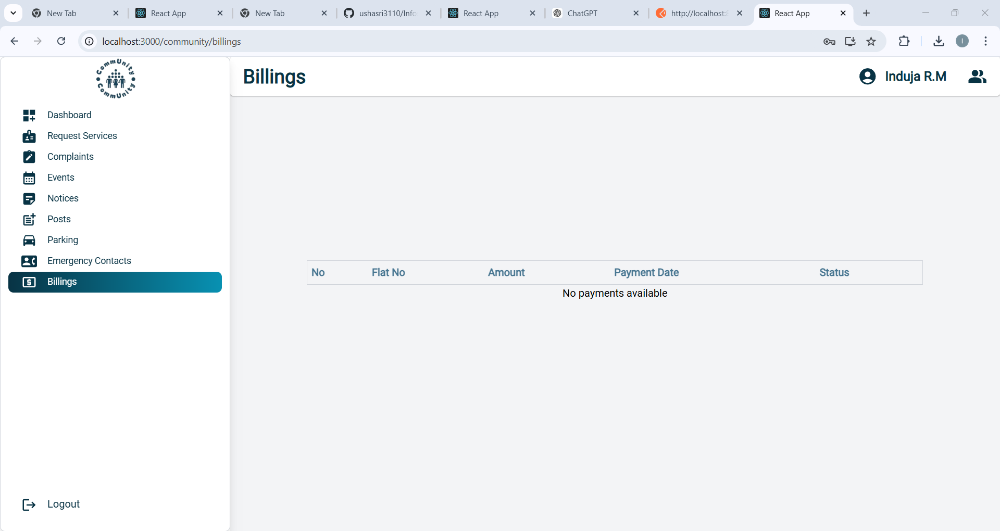 New Tab
React App
New Tab
ushasri3110/Info
React App
ChatGPT
http://localhost:8
React App
localhost:3000/community/billings
I
CommUnity
CommUnity
Billings
Induja R.M
Dashboard
Request Services
Complaints
Events
Notices
Posts
Parking
Emergency Contacts
Billings
No Flat No Amount Payment Date Status
No payments available
Logout